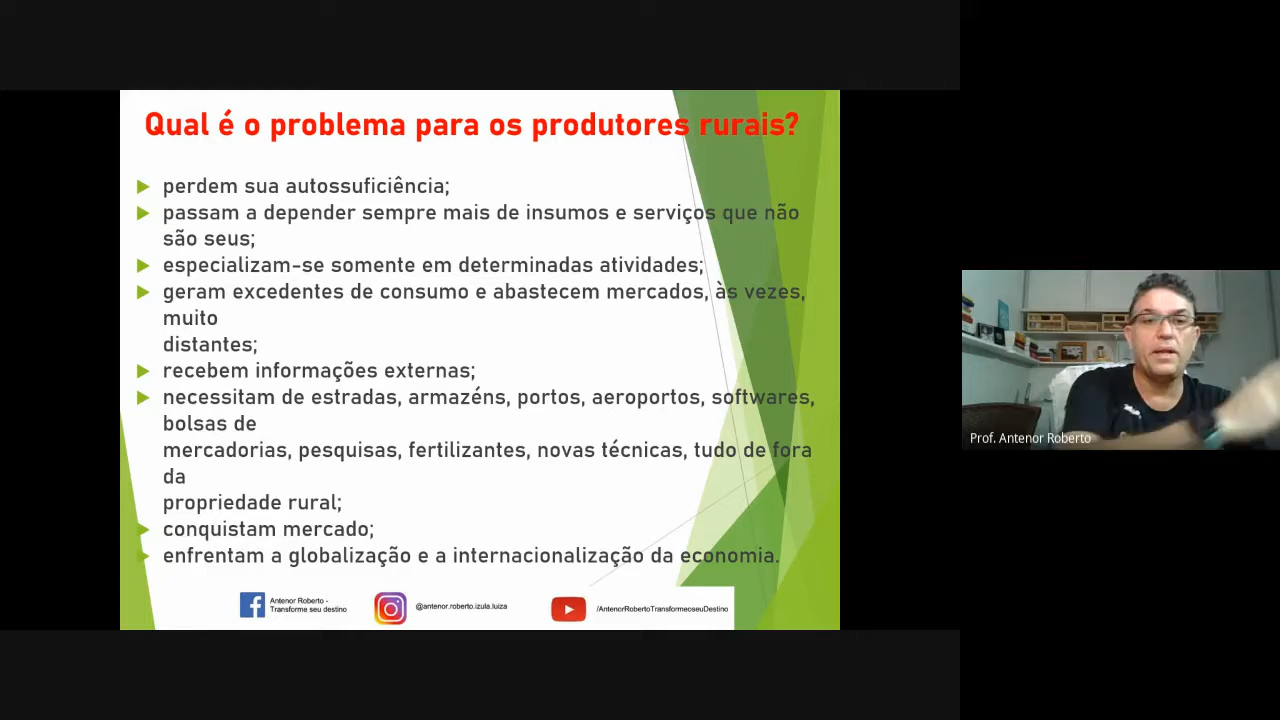 Qual é o problema para os produtores rurais?
perdem sua autossuficiência;
passam a depender sempre mais de insumos e serviços que não
são seus;
especializam-se somente em determinadas atividades;
geram excedentes de consumo e abastecem mercados, às vezes,
muito
distantes;
recebem informações externas;
necessitam de estradas, armazéns, portos, aeroportos, softwares,
bolsas de
mercadorias, pesquisas, fertilizantes, novas técnicas, tudo de fora
da
propriedade rural;
conquistam mercado;
enfrentam a globalização e a internacionalização da economia.
Antenor Roberto -
Transforme seu destino
@antenor.roberto.izula.luiza
/AntenorRobertoTransformeoseuDestino
Prof. Antenor Roberto